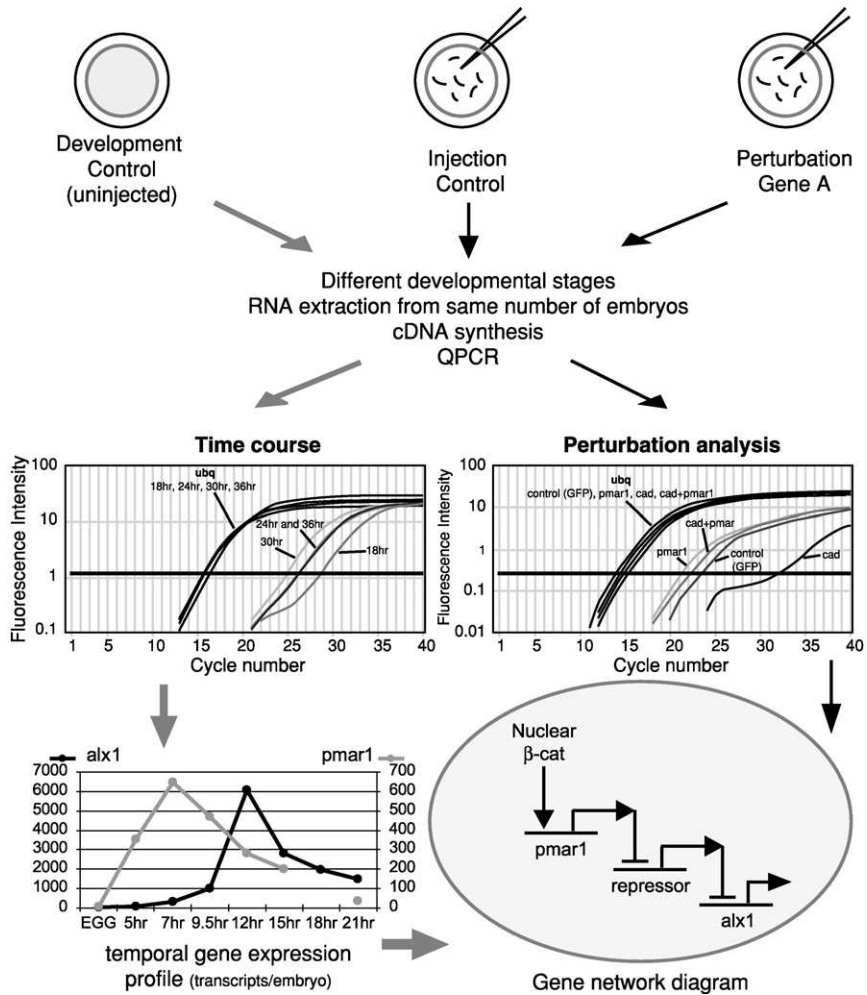 Development
Control
(uninjected)
Injection
Control
Perturbation
Gene A
Different developmental stages
RNA extraction from same number of embryos
cDNA synthesis
QPCR
Time course
Fluorescence Intensity
100
10
1
0.1
ubq
18hr, 24hr, 30hr, 36hr
24hr and 36hr
30hr
18hr
1 5 10 15 20 25 30 35 40
Cycle number
Perturbation analysis
Fluorescence Intensity
100
10
1
0.1
0.01
ubq
control (GFP), pmar1, cad, cad+pmar1
cad+pmar
pmar1
control
(GFP)
cad
1 5 10 15 20 25 30 35 40
Cycle number
alx1
pmar1
7000
6000
5000
4000
3000
2000
1000
0
700
600
500
400
300
200
100
0
EGG 5hr 7hr 9.5hr 12hr 15hr 18hr 21hr
temporal gene expression
profile (transcripts/embryo)
Nuclear
β-cat
pmar1
repressor
alx1
Gene network diagram